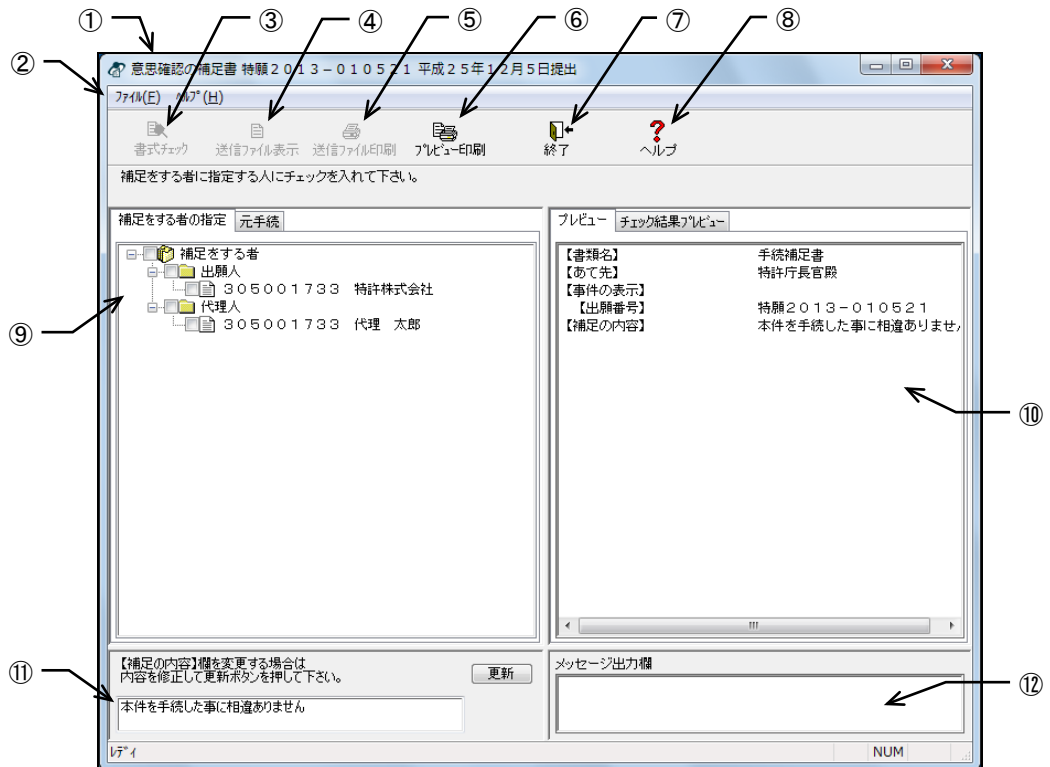 ① ③ ④ ⑤ ⑥ ⑦ ⑧
②
意思確認の補足書 特願２０１３－０１０５２１ 平成２５年１２月５日提出
ﾌｧｲﾙ(F) ﾍﾙﾌﾟ(H)
書式ﾁｪｯｸ 送信ﾌｧｲﾙ表示 送信ﾌｧｲﾙ印刷 ﾌﾟﾚﾋﾞｭｰ印刷 終了 ヘルプ
補足をする者に指定する人にチェックを入れて下さい。
補足をする者の指定 元手続
補足をする者
出願人
３０５００１７３３ 特許株式会社
代理人
３０５００１７３３ 代理 太郎
⑨
プレビュー ﾁｪｯｸ結果ﾌﾟﾚﾋﾞｭｰ
【書類名】 手続補足書
【あて先】 特許庁長官殿
【事件の表示】
【出願番号】 特願２０１３－０１０５２１
【補足の内容】 本件を手続した事に相違ありませ
⑩
⑪
【補足の内容】欄を変更する場合は
内容を修正して更新ボタンを押して下さい。
更新
本件を手続した事に相違ありません
メッセージ出力欄
⑫
ﾚﾃﾞｨ NUM